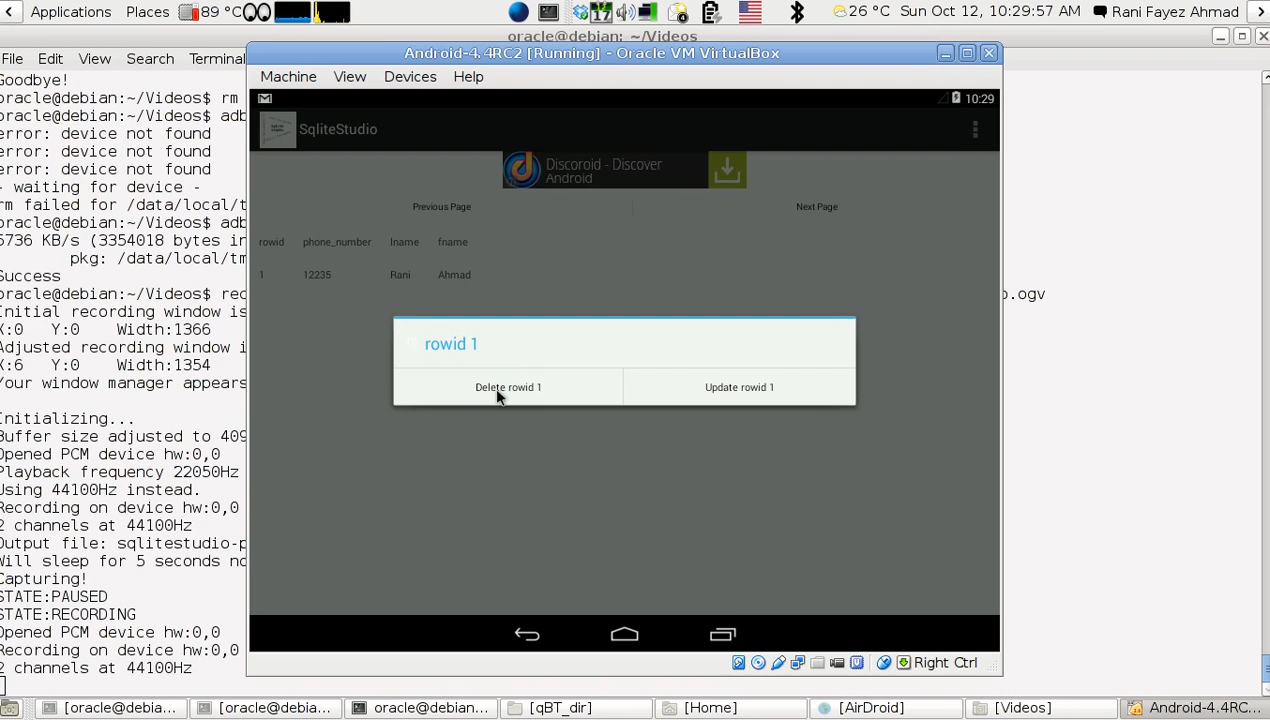 Applications Places 89 °C 17 26 °C Sun Oct 12, 10:29:57 AM Rani Fayez Ahmad
oracle@debian: ~/Videos
Android-4.4RC2 [Running] - Oracle VM VirtualBox
File Edit View Search Terminal
Machine View Devices Help
Goodbye!
oracle@debian:~/Videos$ rm
oracle@debian:~/Videos$ adb
error: device not found
error: device not found
error: device not found
- waiting for device -
rm failed for /data/local/t
oracle@debian:~/Videos$ adb
5736 KB/s (3354018 bytes in
pkg: /data/local/tm
Success
oracle@debian:~/Videos$ rec
o.ogv
Initial recording window is
X:0 Y:0 Width:1366
Adjusted recording window i
X:6 Y:0 Width:1354
Your window manager appears
Initializing...
Buffer size adjusted to 409
Opened PCM device hw:0,0
Playback frequency 22050Hz
Using 44100Hz instead.
Recording on device hw:0,0
2 channels at 44100Hz
Output file: sqlitestudio-p
Will sleep for 5 seconds no
Capturing!
STATE:PAUSED
STATE:RECORDING
Opened PCM device hw:0,0
Recording on device hw:0,0
2 channels at 44100Hz
10:29
SqliteStudio
Discoroid - Discover
Android
Previous Page Next Page
rowid phone_number lname fname
1 12235 Rani Ahmad
rowid 1
Delete rowid 1 Update rowid 1
Right Ctrl
[oracle@debia... [oracle@debia... oracle@debia... [qBT_dir] [Home] [AirDroid] [Videos] Android-4.4RC...